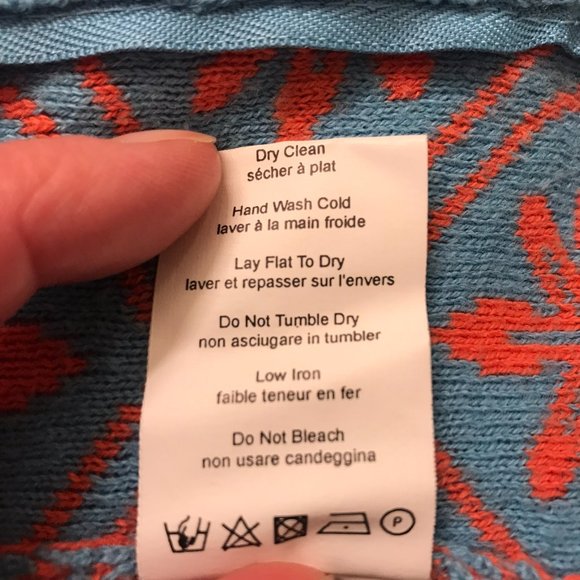 Dry Clean
sécher à plat
Hand Wash Cold
laver à la main froide
Lay Flat To Dry
laver et repasser sur l'envers
Do Not Tumble Dry
non asciugare in tumbler
Low Iron
faible teneur en fer
Do Not Bleach
non usare candeggina
P